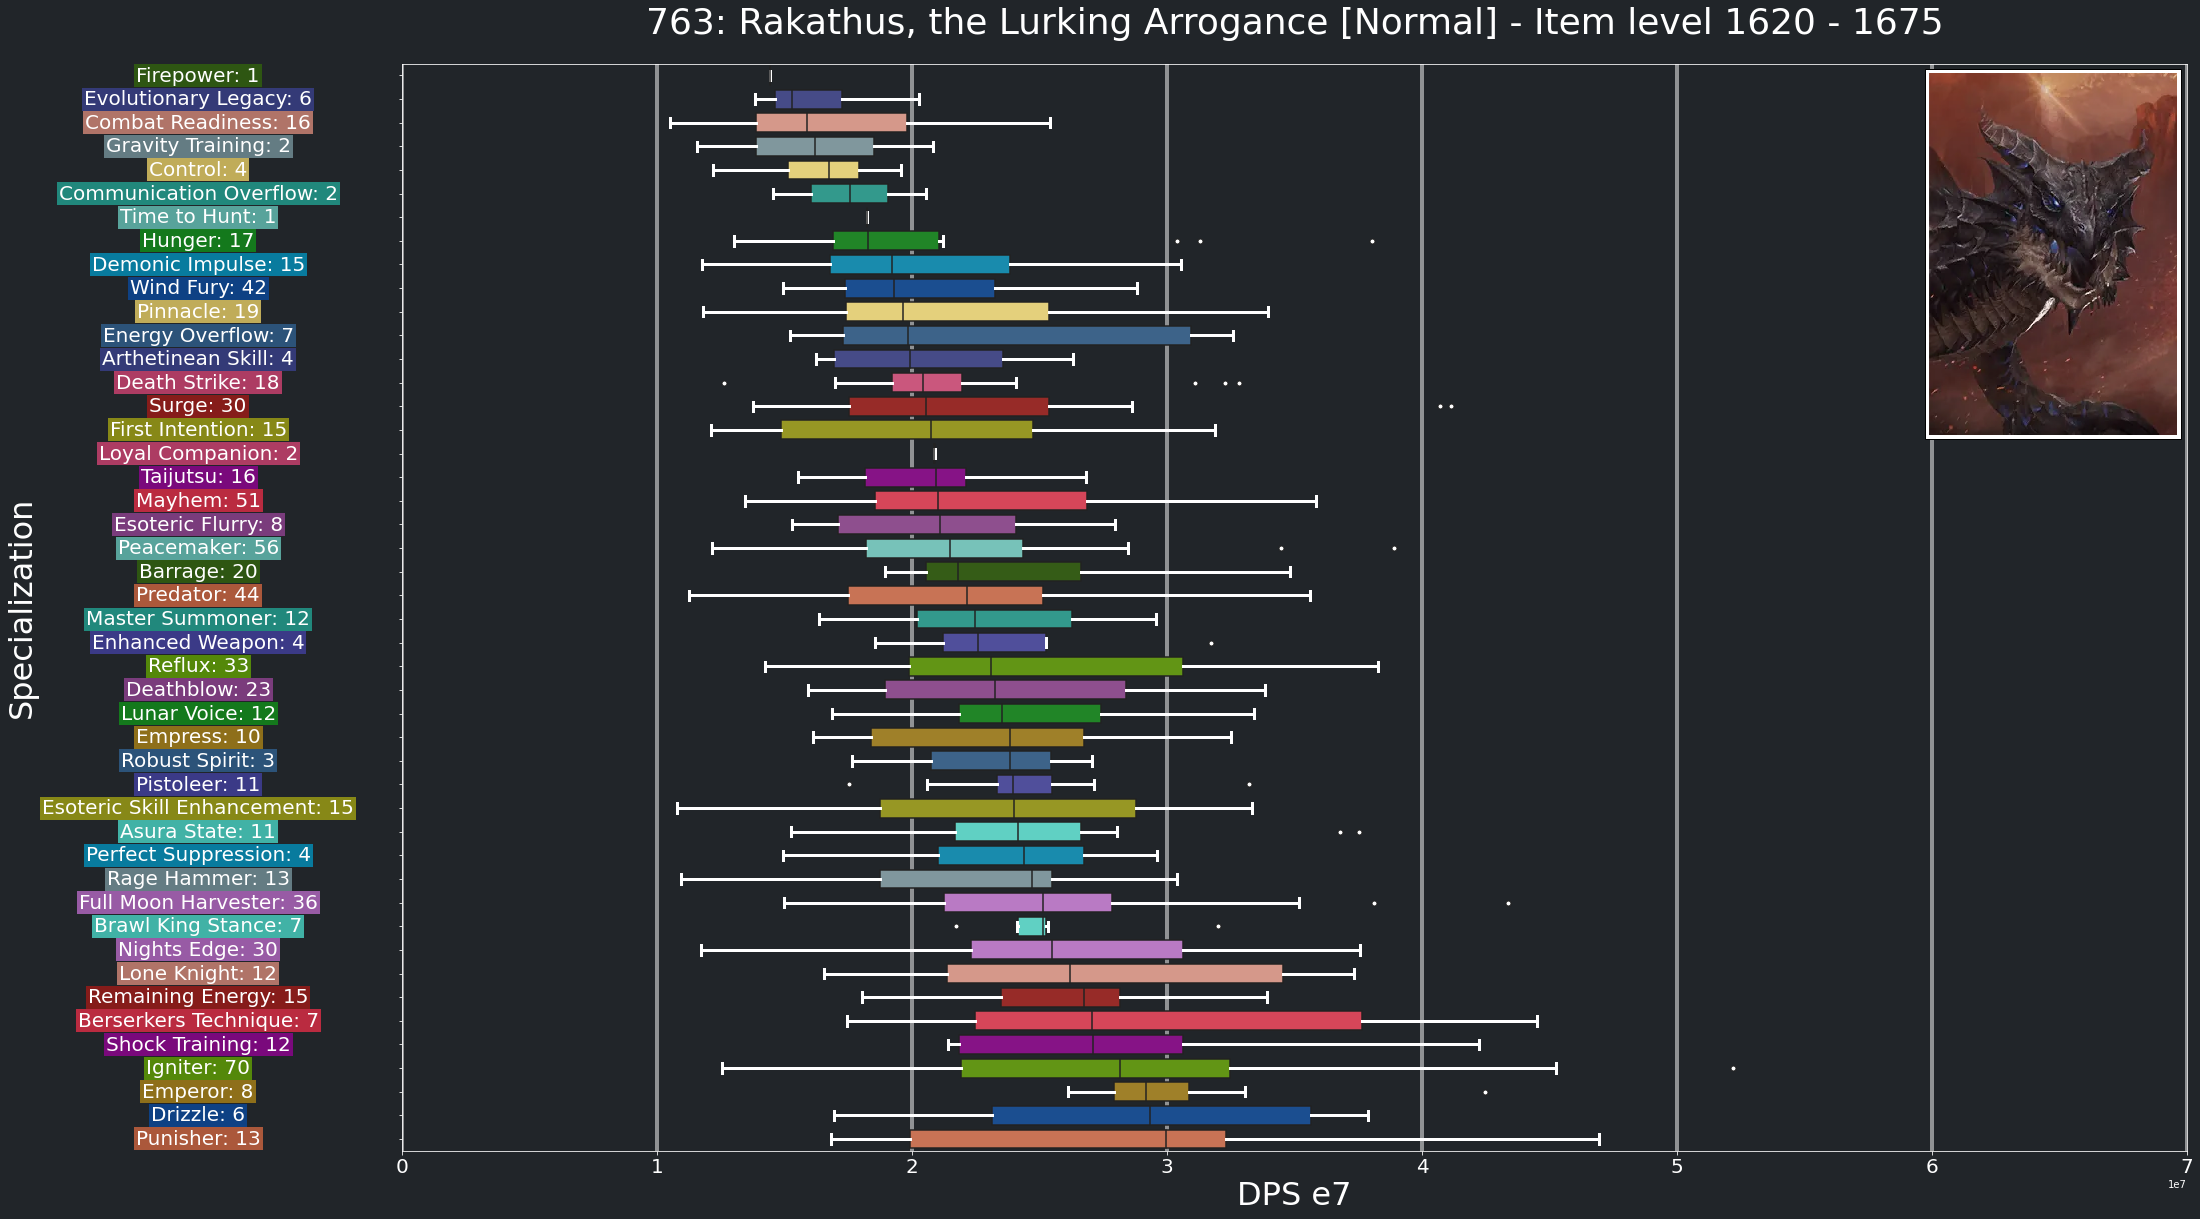 763: Rakathus, the Lurking Arrogance [Normal] - Item level 1620 - 1675
Firepower: 1
Evolutionary Legacy: 6
Combat Readiness: 16
Gravity Training: 2
Control: 4
Communication Overflow: 2
Time to Hunt: 1
Hunger: 17
Demonic Impulse: 15
Wind Fury: 42
Pinnacle: 19
Energy Overflow: 7
Arthetinean Skill: 4
Death Strike: 18
Surge: 30
First Intention: 15
Loyal Companion: 2
Taijutsu: 16
Mayhem: 51
Esoteric Flurry: 8
Peacemaker: 56
Barrage: 20
Predator: 44
Master Summoner: 12
Enhanced Weapon: 4
Reflux: 33
Deathblow: 23
Lunar Voice: 12
Empress: 10
Robust Spirit: 3
Pistoleer: 11
Esoteric Skill Enhancement: 15
Asura State: 11
Perfect Suppression: 4
Rage Hammer: 13
Full Moon Harvester: 36
Brawl King Stance: 7
Nights Edge: 30
Lone Knight: 12
Remaining Energy: 15
Berserkers Technique: 7
Shock Training: 12
Igniter: 70
Emperor: 8
Drizzle: 6
Punisher: 13
Specialization
0 1 2 3 4 5 6 7
1e7
DPS e7